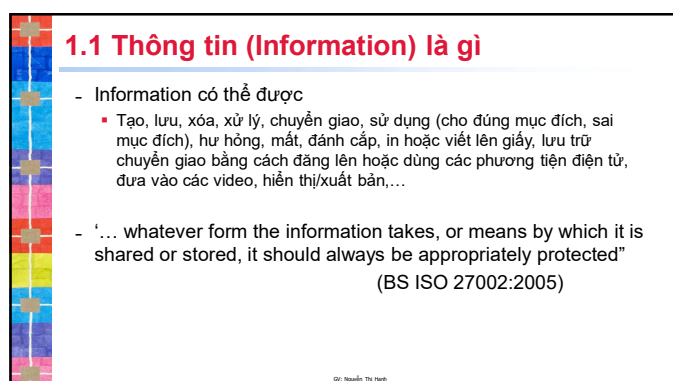 1.1 Thông tin (Information) là gì
- Information có thể được
▪ Tạo, lưu, xóa, xử lý, chuyển giao, sử dụng (cho đúng mục đích, sai
mục đích), hư hỏng, mất, đánh cắp, in hoặc viết lên giấy, lưu trữ
chuyển giao bằng cách đăng lên hoặc dùng các phương tiện điện tử,
đưa vào các video, hiển thị/xuất bản,…
- ‘… whatever form the information takes, or means by which it is
shared or stored, it should always be appropriately protected”
(BS ISO 27002:2005)
GV: Nguyễn Thị Hạnh